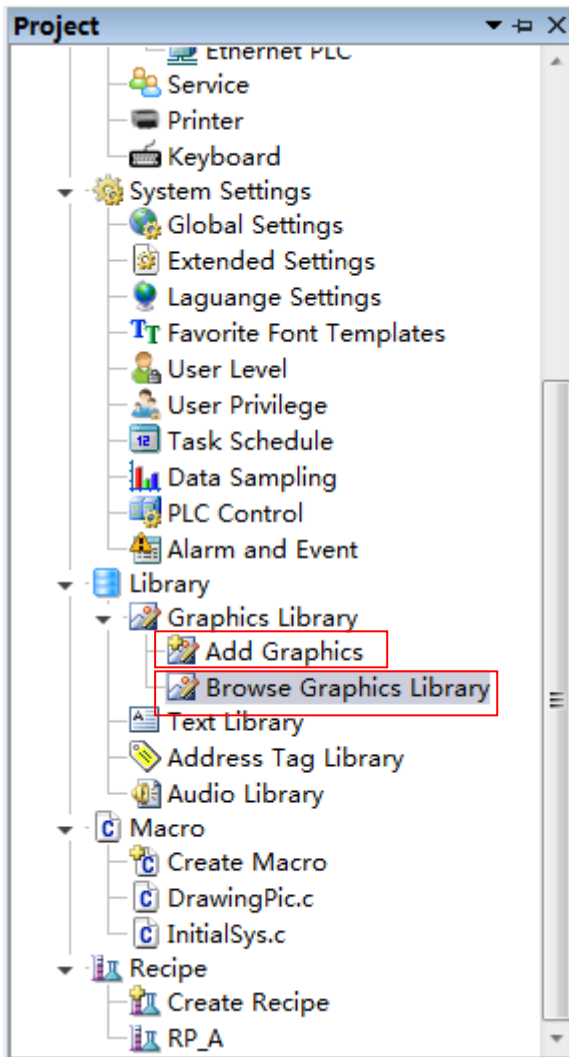 Project
Ethernet PLC
Service
Printer
Keyboard
System Settings
Global Settings
Extended Settings
Laguange Settings
Favorite Font Templates
User Level
User Privilege
Task Schedule
Data Sampling
PLC Control
Alarm and Event
Library
Graphics Library
Add Graphics
Browse Graphics Library
Text Library
Address Tag Library
Audio Library
Macro
Create Macro
DrawingPic.c
InitialSys.c
Recipe
Create Recipe
RP_A